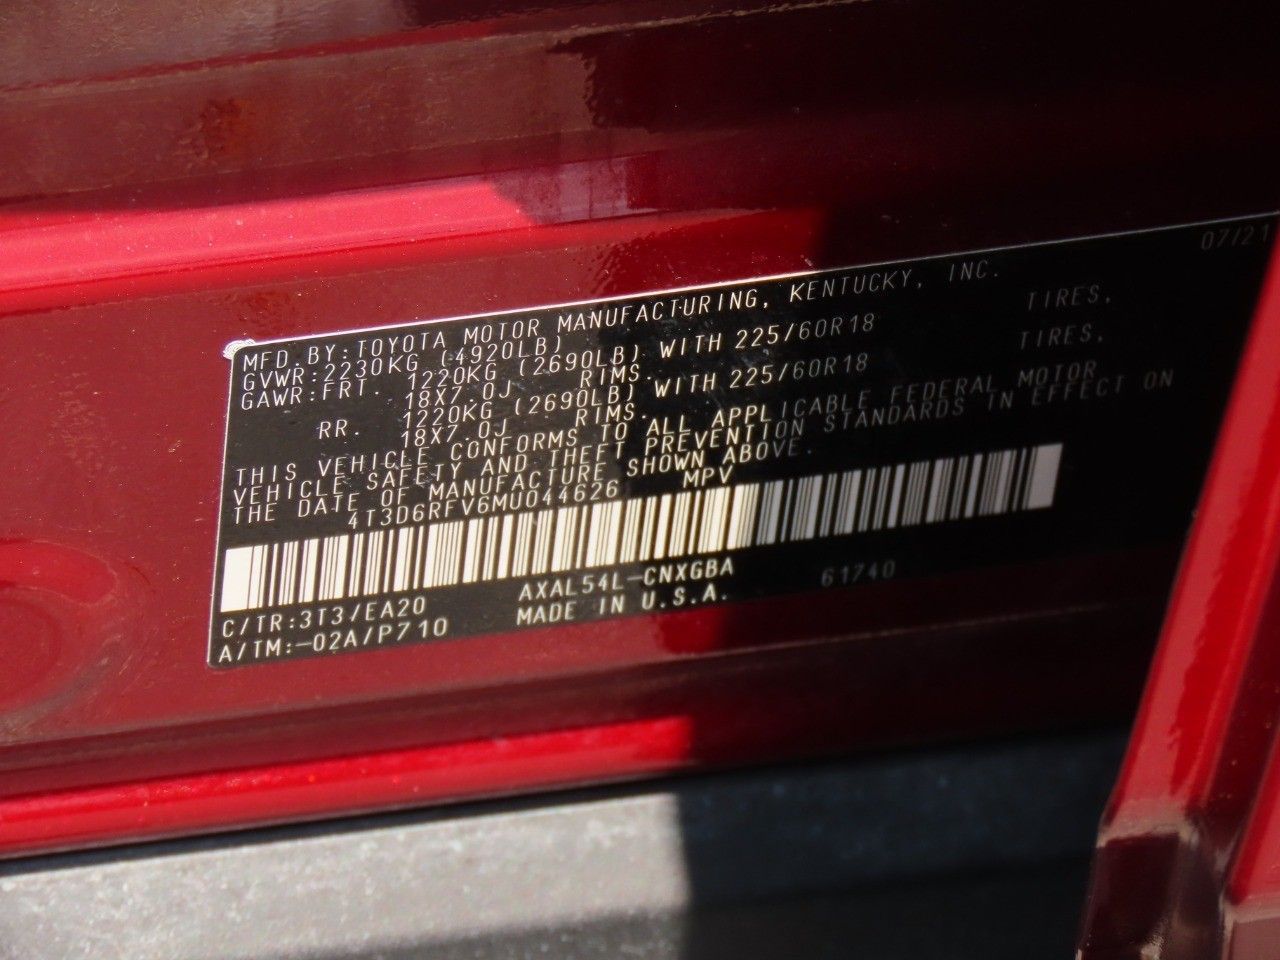 MFD. BY: TOYOTA MOTOR MANUFACTURING, KENTUCKY, INC. 07/21
GVWR: 2230KG (4920LB)
GAWR: FRT. 1220KG (2690LB) WITH 225/60R18 TIRES,
18X7.0J RIMS.
RR. 1220KG (2690LB) WITH 225/60R18 TIRES,
18X7.0J RIMS.
THIS VEHICLE CONFORMS TO ALL APPLICABLE FEDERAL MOTOR
VEHICLE SAFETY AND THEFT PREVENTION STANDARDS IN EFFECT ON
THE DATE OF MANUFACTURE SHOWN ABOVE.
4T3D6RFV6MU044626 MPV
C/TR:3T3/EA20 AXAL54L-CNXGBA 61740
A/TM:-02A/P710 MADE IN U.S.A.